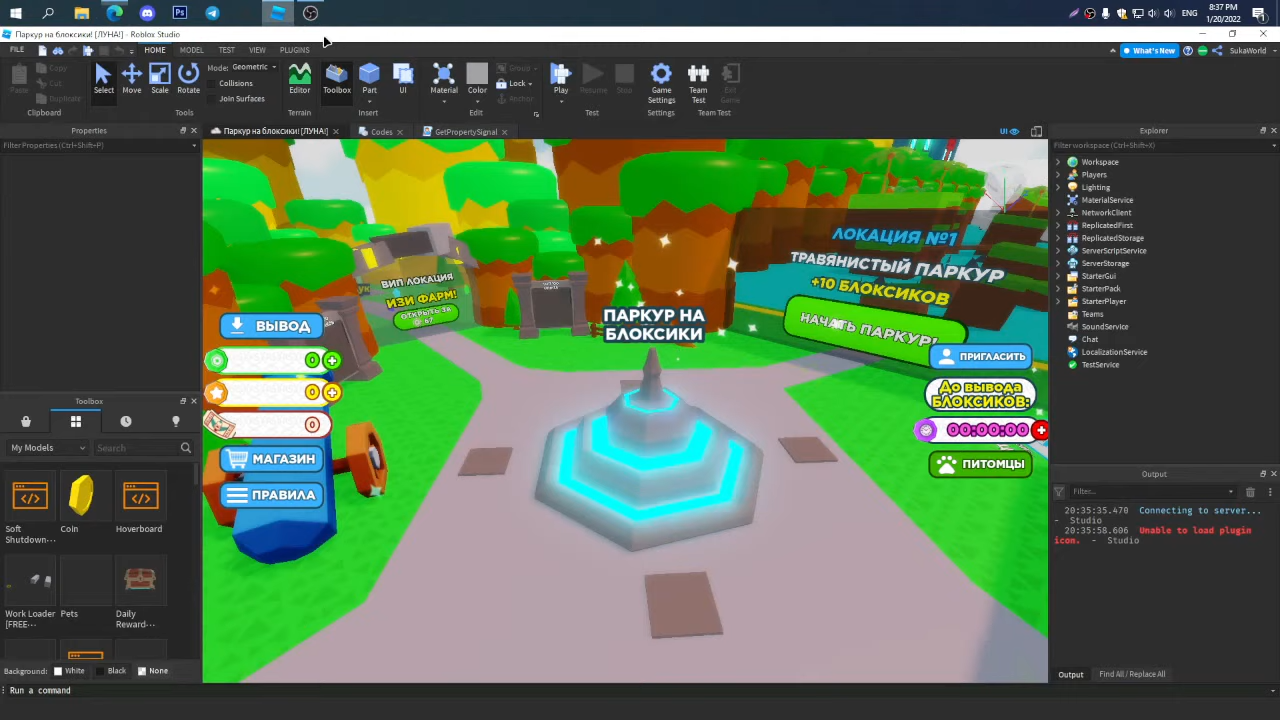 8:37 PM
ENG
1/20/2022
Паркур на блоксики! [ЛУНА!] - Roblox Studio
FILE
HOME
MODEL
TEST
VIEW
PLUGINS
What's New
SukaWorld
Paste
Copy
Cut
Duplicate
Clipboard
Select
Move
Scale
Rotate
Mode: Geometric
Collisions
Join Surfaces
Tools
Editor
Terrain
Toolbox
Part
UI
Insert
Material
Color
Group
Lock
Anchor
Edit
Play
Resume
Stop
Test
Game
Settings
Settings
Team
Test
Exit
Game
Team Test
Properties
Filter Properties (Ctrl+Shift+P)
Паркур на блоксики! [ЛУНА!]
Codes
GetPropertySignal
UI
Explorer
Filter workspace (Ctrl+Shift+X)
Workspace
Players
Lighting
MaterialService
NetworkClient
ReplicatedFirst
ReplicatedStorage
ServerScriptService
ServerStorage
StarterGui
StarterPack
StarterPlayer
Teams
SoundService
Chat
LocalizationService
TestService
ЛОКАЦИЯ №1
ТРАВЯНИСТЫЙ ПАРКУР
+10 БЛОКСИКОВ
НАЧАТЬ ПАРКУР!
ВИП ЛОКАЦИЯ
ИЗИ ФАРМ!
ОТКРЫТЬ ЗА
67
ПАРКУР НА
БЛОКСИКИ
ВЫВОД
0
0
0
МАГАЗИН
ПРАВИЛА
ПРИГЛАСИТЬ
До вывода
БЛОКСИКОВ:
00:00:00
ПИТОМЦЫ
Toolbox
My Models
Search
Soft
Shutdown···
Coin
Hoverboard
Work Loader
[FREE···
Pets
Daily
Reward···
Background:
White
Black
None
Output
Filter...
20:35:35.470 Connecting to server...
- Studio
20:35:58.606 Unable to load plugin
icon. - Studio
Output
Find All / Replace All
Run a command